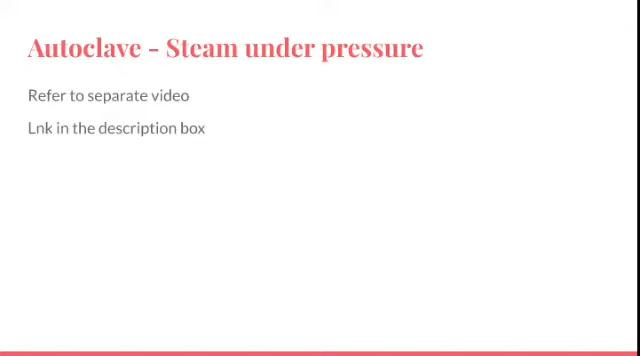 Autoclave - Steam under pressure
Refer to separate video
Lnk in the description box